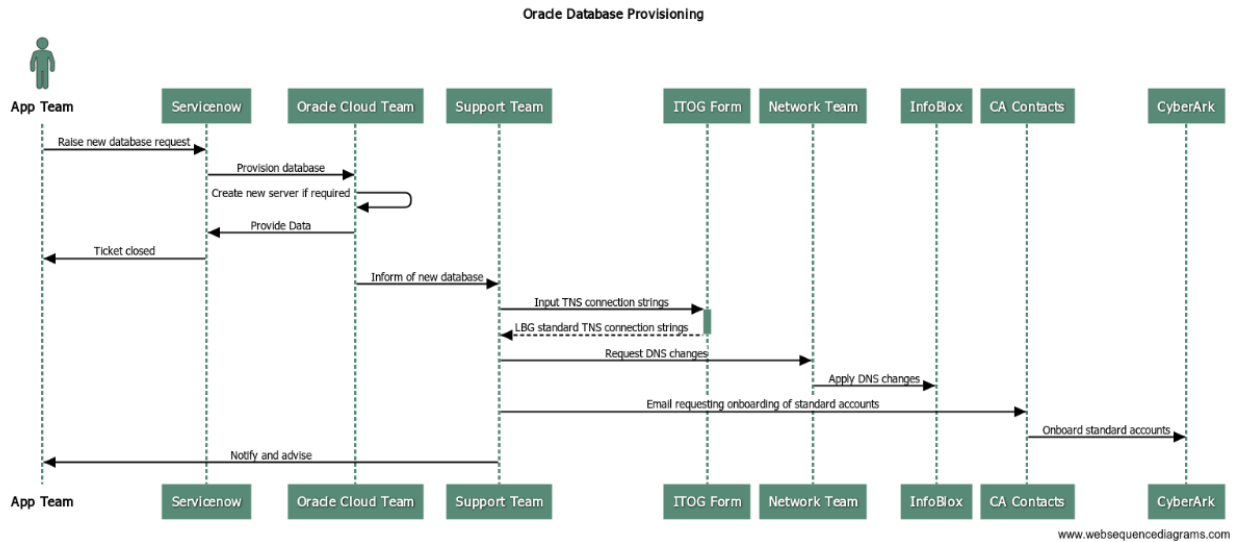 Oracle Database Provisioning
App Team
Servicenow
Oracle Cloud Team
Support Team
ITOG Form
Network Team
InfoBlox
CA Contacts
CyberArk
Raise new database request
Provision database
Create new server if required
Provide Data
Ticket closed
Inform of new database
Input TNS connection strings
LBG standard TNS connection strings
Request DNS changes
Apply DNS changes
Email requesting onboarding of standard accounts
Onboard standard accounts
Notify and advise
App Team
Servicenow
Oracle Cloud Team
Support Team
ITOG Form
Network Team
InfoBlox
CA Contacts
CyberArk
www.websequencediagrams.com